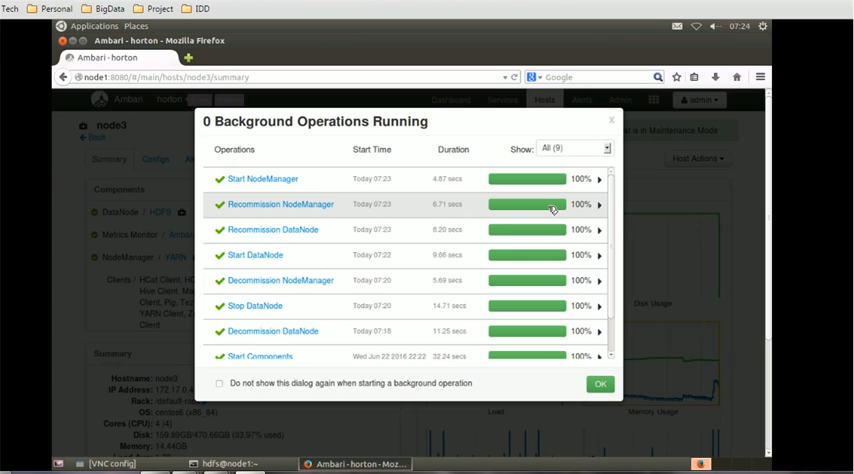 Tech Personal BigData Project IDD
Applications Places 07:24
Ambari - horton - Mozilla Firefox
Ambari - horton
node1:8080/#/main/hosts/node3/summary Google
Ambari horton Dashboard Services Hosts Alerts Admin admin
node3
Back
is in Maintenance Mode
Summary Configs
Host Actions
0 Background Operations Running x
Operations Start Time Duration Show: All (9)
Start NodeManager Today 07:23 4.87 secs 100%
Recommission NodeManager Today 07:23 6.71 secs 100%
Recommission DataNode Today 07:23 8.20 secs 100%
Start DataNode Today 07:22 9.66 secs 100%
Decommission NodeManager Today 07:20 5.69 secs 100%
Stop DataNode Today 07:20 14.71 secs 100%
Decommission DataNode Today 07:18 11.25 secs 100%
Start Components Wed Jun 22 2016 22:22 32.24 secs 100%
Do not show this dialog again when starting a background operation OK
Components
DataNode / HDFS
Metrics Monitor / Ambari
NodeManager / YARN
Clients / HCat Client, HC
Hive Client, Ma
Client, Pig, Tez
YARN Client, Z
Client
Disk Usage
Summary
Hostname: node3
IP Address: 172.17.0.4
Rack: /default-ra
OS: centos6 (x86_64)
Cores (CPU): 4 (4)
Disk: 159.89GB/470.66GB (33.97% used)
Memory: 14.44GB
Load Memory Usage
[VNC config] hdfs@node1:~ Ambari - horton - Moz...